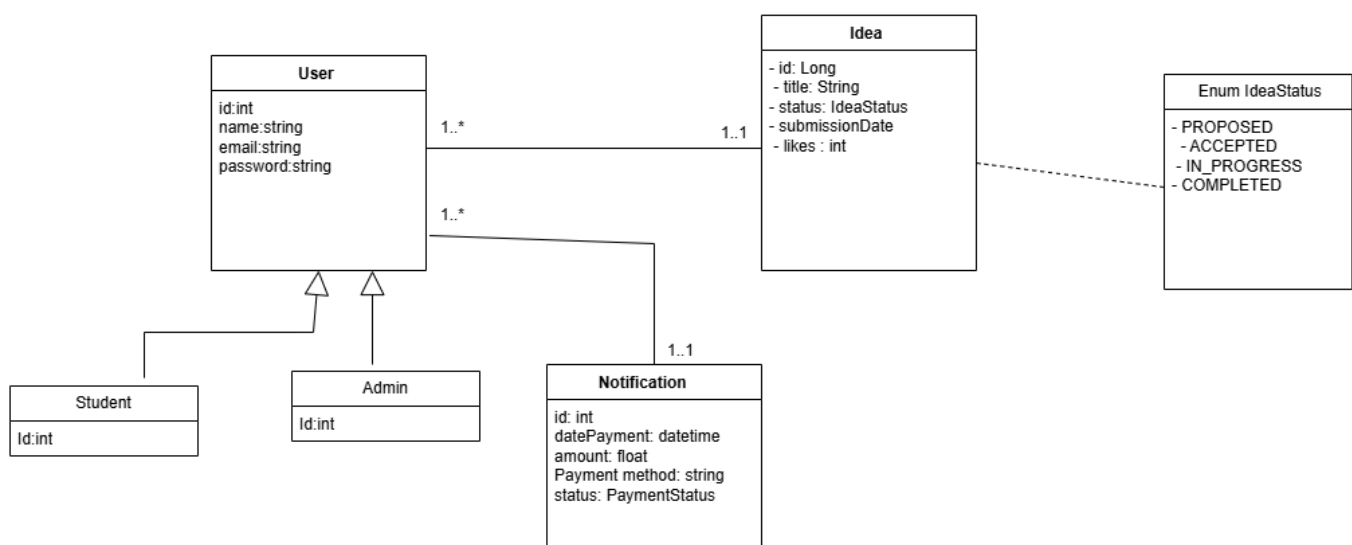 User
id:int
name:string
email:string
password:string
1..*
1..1
1..*
Idea
- id: Long
- title: String
- status: IdeaStatus
- submissionDate
- likes : int
Enum IdeaStatus
- PROPOSED
- ACCEPTED
- IN_PROGRESS
- COMPLETED
Student
Id:int
Admin
Id:int
1..1
Notification
id: int
datePayment: datetime
amount: float
Payment method: string
status: PaymentStatus